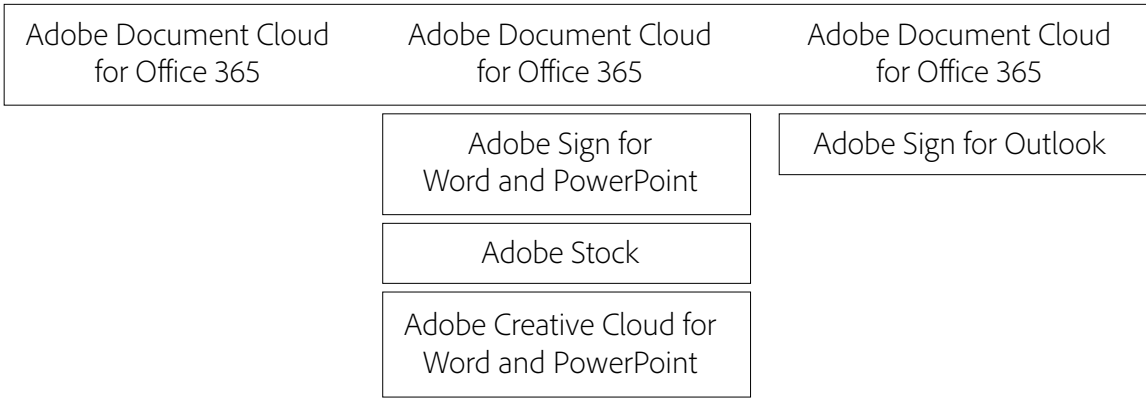 Adobe Document Cloud
for Office 365
Adobe Document Cloud
for Office 365
Adobe Document Cloud
for Office 365
Adobe Sign for
Word and PowerPoint
Adobe Stock
Adobe Creative Cloud for
Word and PowerPoint
Adobe Sign for Outlook